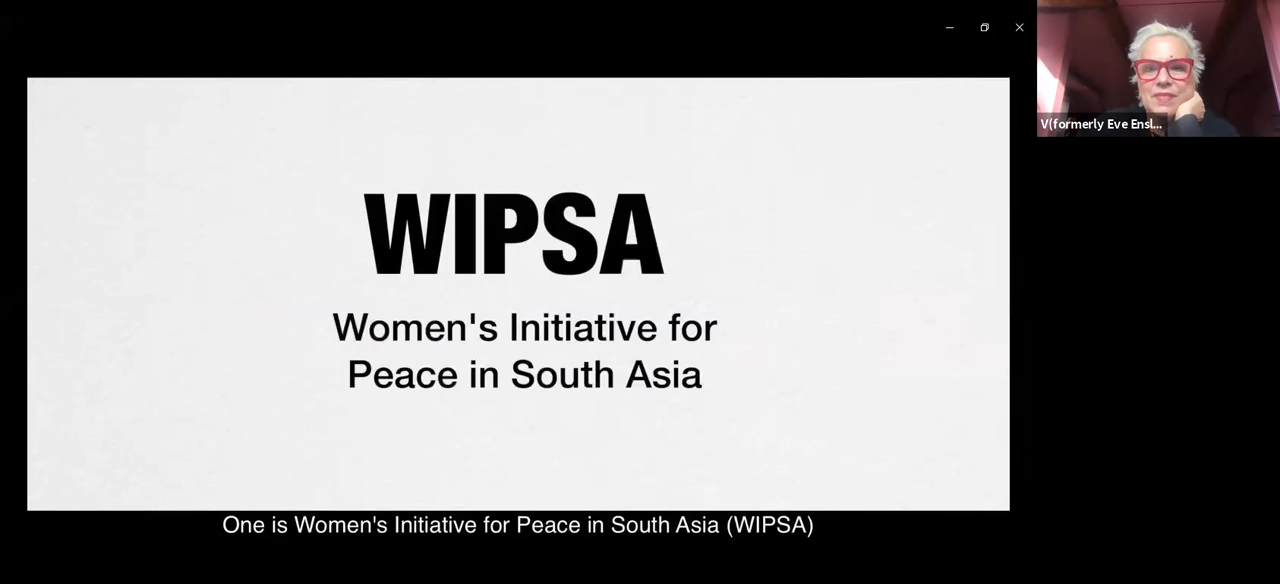 WIPSA
Women's Initiative for
Peace in South Asia
One is Women's Initiative for Peace in South Asia (WIPSA)
V(formerly Eve Ensl...